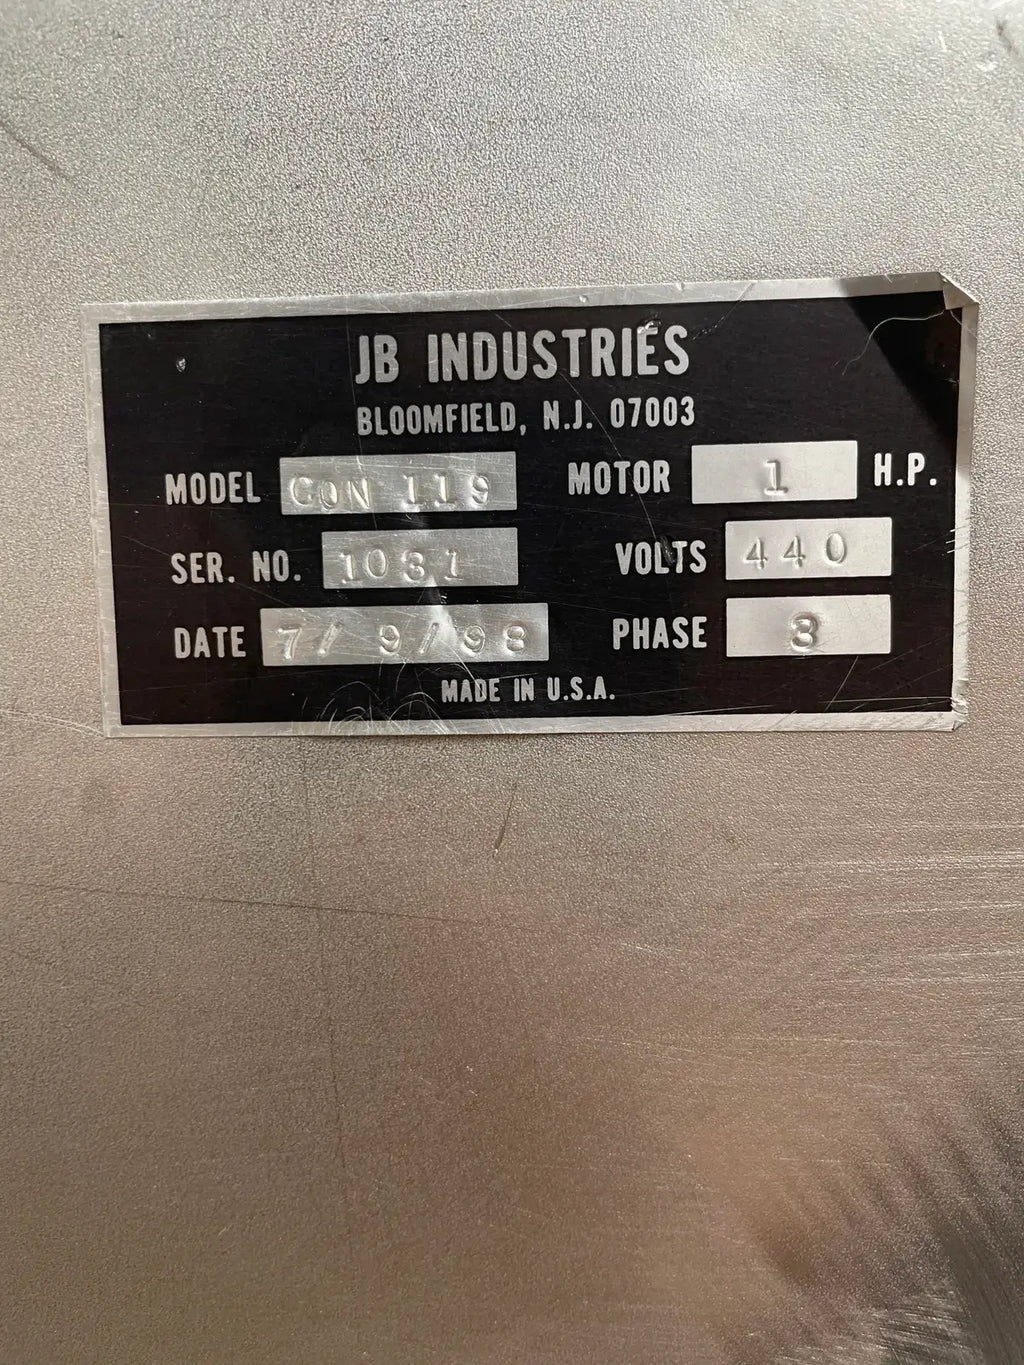 JB INDUSTRIES
BLOOMFIELD, N.J. 07003
MODEL CON 119 MOTOR 1 H.P.
SER. NO. 1031 VOLTS 440
DATE 7/ 9/98 PHASE 3
MADE IN U.S.A.